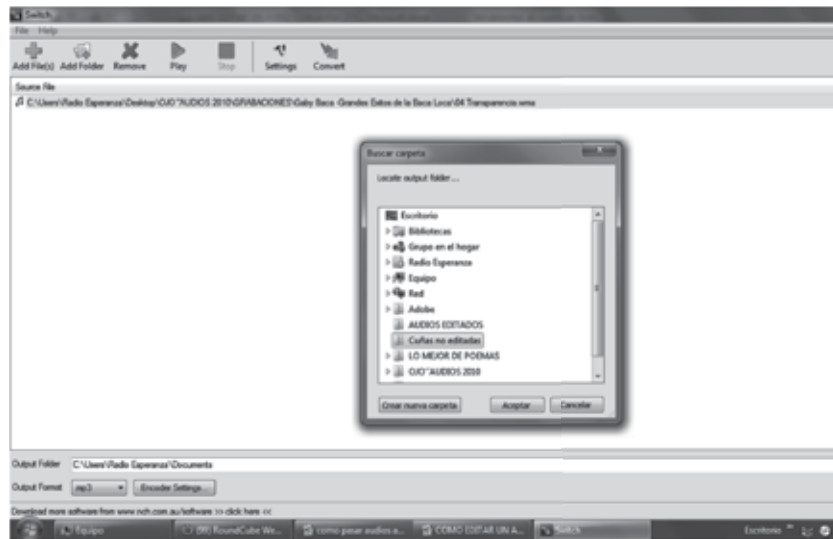 Switch
File Help
Add File(s) Add Folder Remove Play Stop Settings Convert
Source file
C:\Users\Radio Esperanza\Desktop\OJO"AUDIOS 2010\GRABACIONES\Gaby Baca -Grandes Exitos de la Baca Loca\04 Transparencia.wma
Buscar carpeta
Locate output folder...
Escritorio
Bibliotecas
Grupo en el hogar
Radio Esperanza
Equipo
Red
Adobe
AUDIOS EDITADOS
Cuñas no editadas
LO MEJOR DE POEMAS
OJO"AUDIOS 2010
Crear nueva carpeta Aceptar Cancelar
Output Folder C:\Users\Radio Esperanza\Documents
Output Format mp3 Encoder Settings...
Download more software from www.nch.com.au/software >> click here <<
Equipo RoundCube We... como pasar audios a... COMO EDITAR UN A... Switch Escritorio